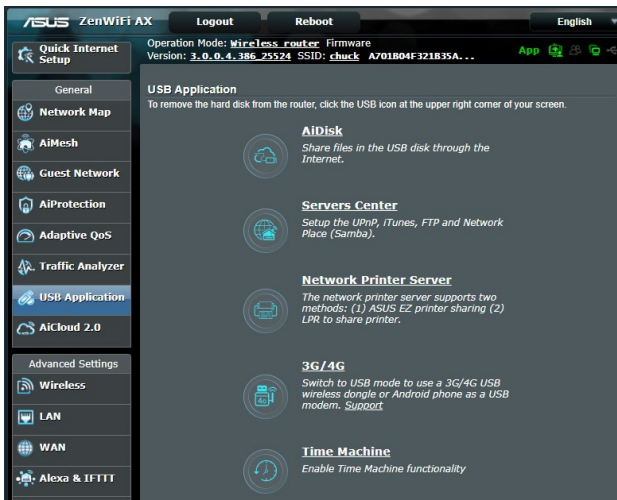 ASUS ZenWiFi AX Logout Reboot English
Quick Internet
Setup
Operation Mode: Wireless router Firmware
Version: 3.0.0.4.386_25524 SSID: chuck A701B04F321B35A... App
General
Network Map
AiMesh
Guest Network
AiProtection
Adaptive QoS
Traffic Analyzer
USB Application
AiCloud 2.0
Advanced Settings
Wireless
LAN
WAN
Alexa & IFTTT
USB Application
To remove the hard disk from the router, click the USB icon at the upper right corner of your screen.
AiDisk
Share files in the USB disk through the
Internet.
Servers Center
Setup the UPnP, iTunes, FTP and Network
Place (Samba).
Network Printer Server
The network printer server supports two
methods: (1) ASUS EZ printer sharing (2)
LPR to share printer.
3G/4G
Switch to USB mode to use a 3G/4G USB
wireless dongle or Android phone as a USB
modem. Support
4G
Time Machine
Enable Time Machine functionality